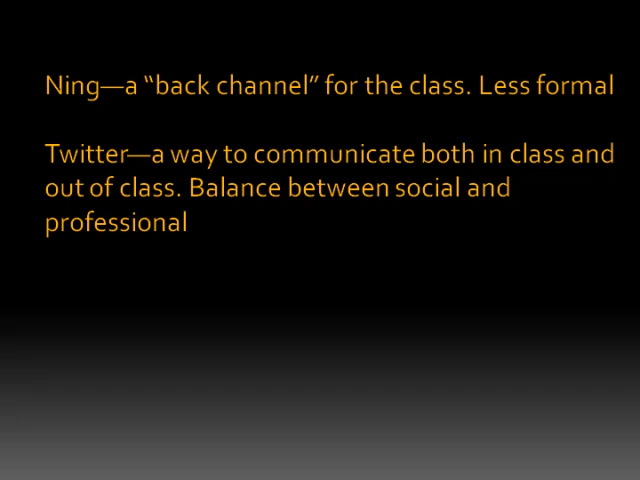 Ning—a “back channel” for the class. Less formal
Twitter—a way to communicate both in class and
out of class. Balance between social and
professional